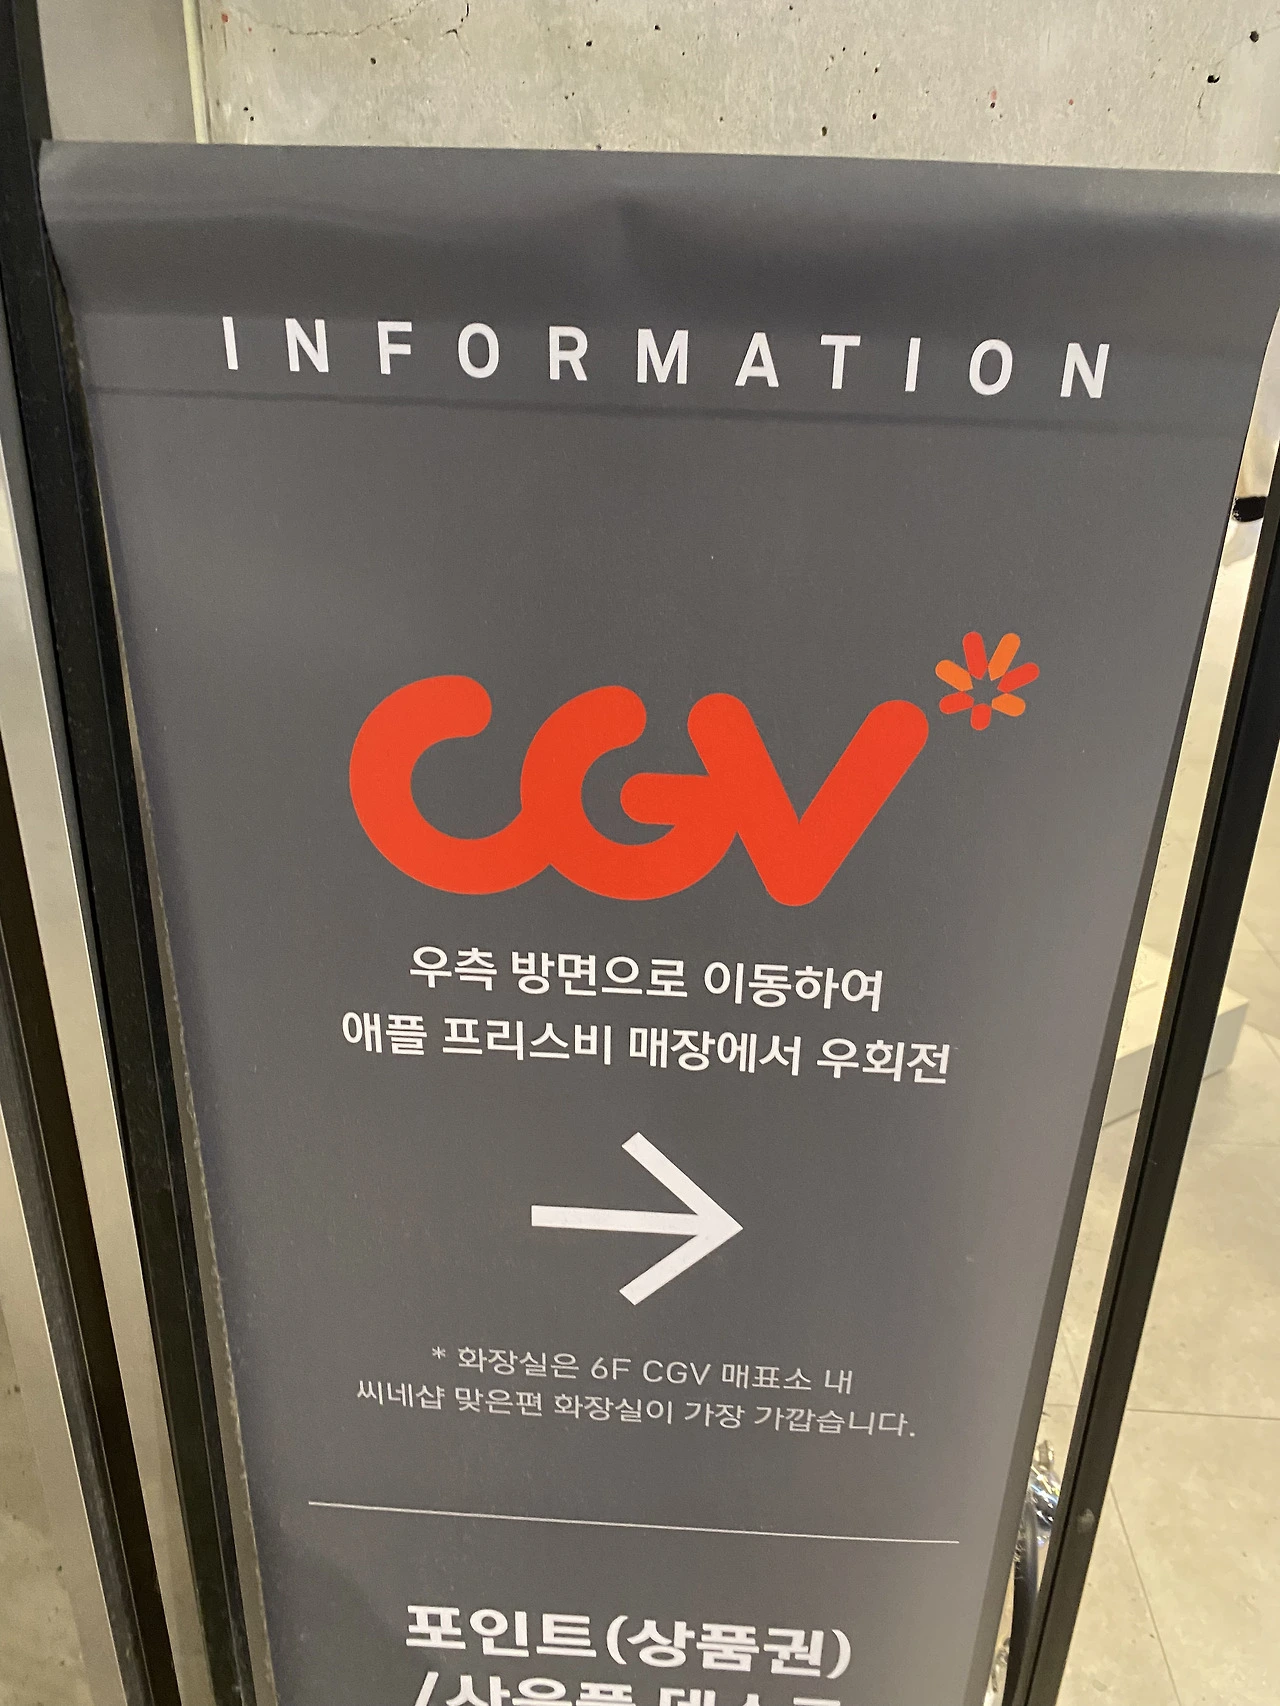 INFORMATION
CGV
우측 방면으로 이동하여
애플 프리스비 매장에서 우회전
* 화장실은 6F CGV 매표소 내
씨네샵 맞은편 화장실이 가장 가깝습니다.
포인트(상품권)